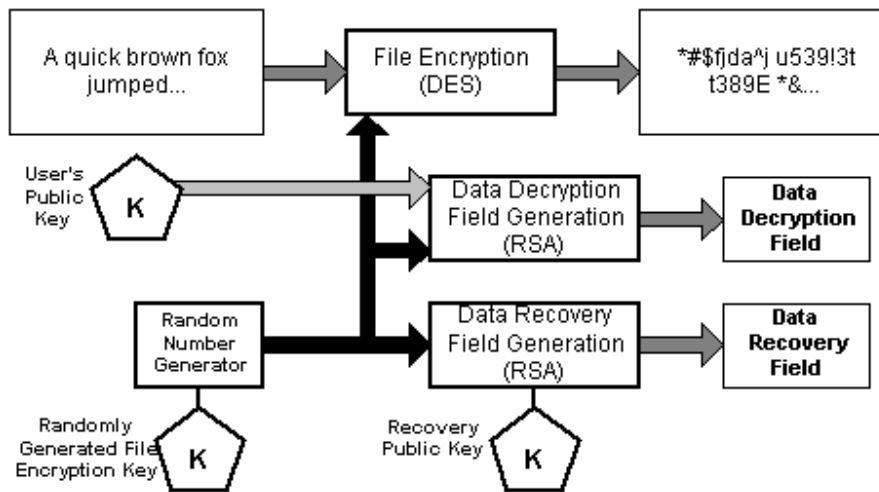 A quick brown fox
jumped...
File Encryption
(DES)
*#$fjda^j u539!3t
t389E *&...
User's
Public
Key
K
Data Decryption
Field Generation
(RSA)
Data
Decryption
Field
Random
Number
Generator
Data Recovery
Field Generation
(RSA)
Data
Recovery
Field
Randomly
Generated File
Encryption Key
K
Recovery
Public Key
K